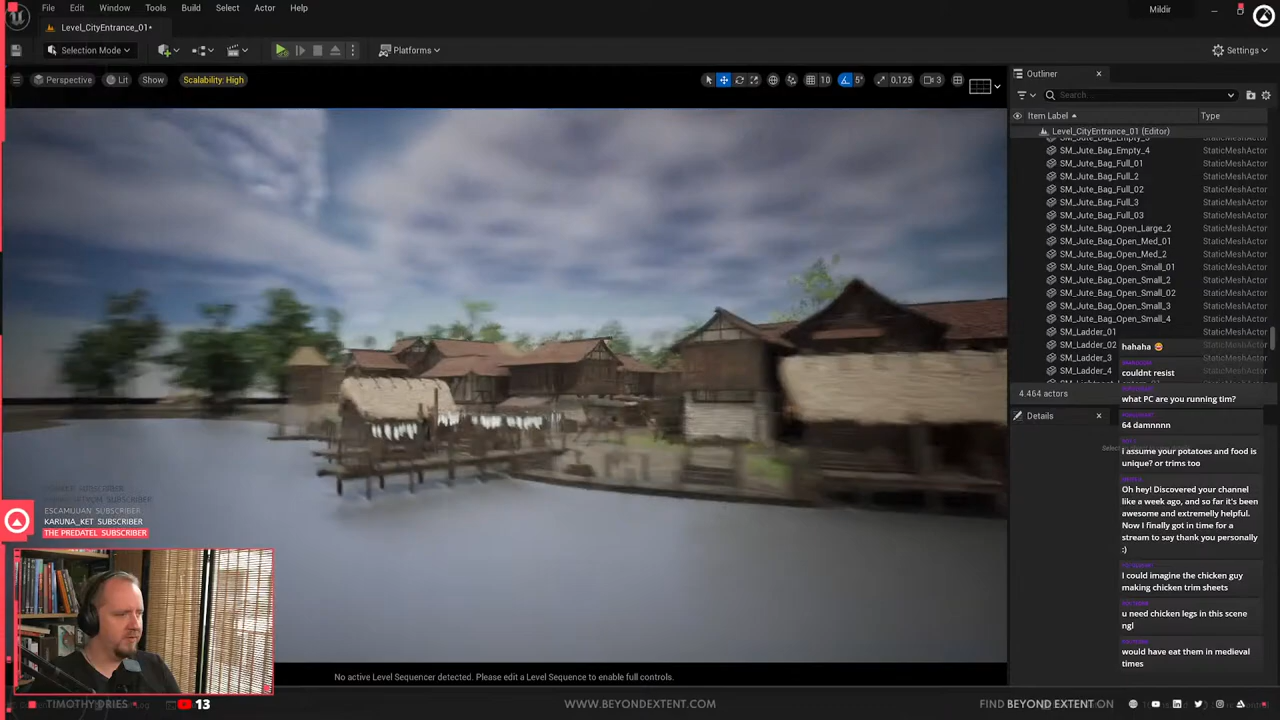 File Edit Window Tools Build Select Actor Help
Mildir
Level_CityEntrance_01*
Selection Mode
Platforms
Settings
Perspective Lit Show Scalability: High
10 5° 0,125 3
Outliner
Search...
Item Label Type
Level_CityEntrance_01 (Editor)
SM_Jute_Bag_Empty_3 StaticMeshActor
SM_Jute_Bag_Empty_4 StaticMeshActor
SM_Jute_Bag_Full_01 StaticMeshActor
SM_Jute_Bag_Full_2 StaticMeshActor
SM_Jute_Bag_Full_02 StaticMeshActor
SM_Jute_Bag_Full_3 StaticMeshActor
SM_Jute_Bag_Full_03 StaticMeshActor
SM_Jute_Bag_Open_Large_2 StaticMeshActor
SM_Jute_Bag_Open_Med_01 StaticMeshActor
SM_Jute_Bag_Open_Med_2 StaticMeshActor
SM_Jute_Bag_Open_Small_01 StaticMeshActor
SM_Jute_Bag_Open_Small_2 StaticMeshActor
SM_Jute_Bag_Open_Small_02 StaticMeshActor
SM_Jute_Bag_Open_Small_3 StaticMeshActor
SM_Jute_Bag_Open_Small_4 StaticMeshActor
SM_Ladder_01 StaticMeshActor
SM_Ladder_02 StaticMeshActor
SM_Ladder_3 StaticMeshActor
SM_Ladder_4 StaticMeshActor
4.464 actors
Details
hahaha
couldnt resist
what PC are you running tim?
64 damnnnn
I assume your potatoes and food is
unique? or trims too
Oh hey! Discovered your channel
like a week ago, and so far it's been
awesome and extremelly helpful.
Now I finally got in time for a
stream to say thank you personally
:)
I could imagine the chicken guy
making chicken trim sheets
u need chicken legs in this scene
ngl
would have eat them in medieval
times
ESCAMUJAN SUBSCRIBER
KARUNA_KET SUBSCRIBER
THE PREDATEL SUBSCRIBER
No active Level Sequencer detected. Please edit a Level Sequence to enable full controls.
TIMOTHY DRIES 13
WWW.BEYONDEXTENT.COM
FIND BEYOND EXTENT ON